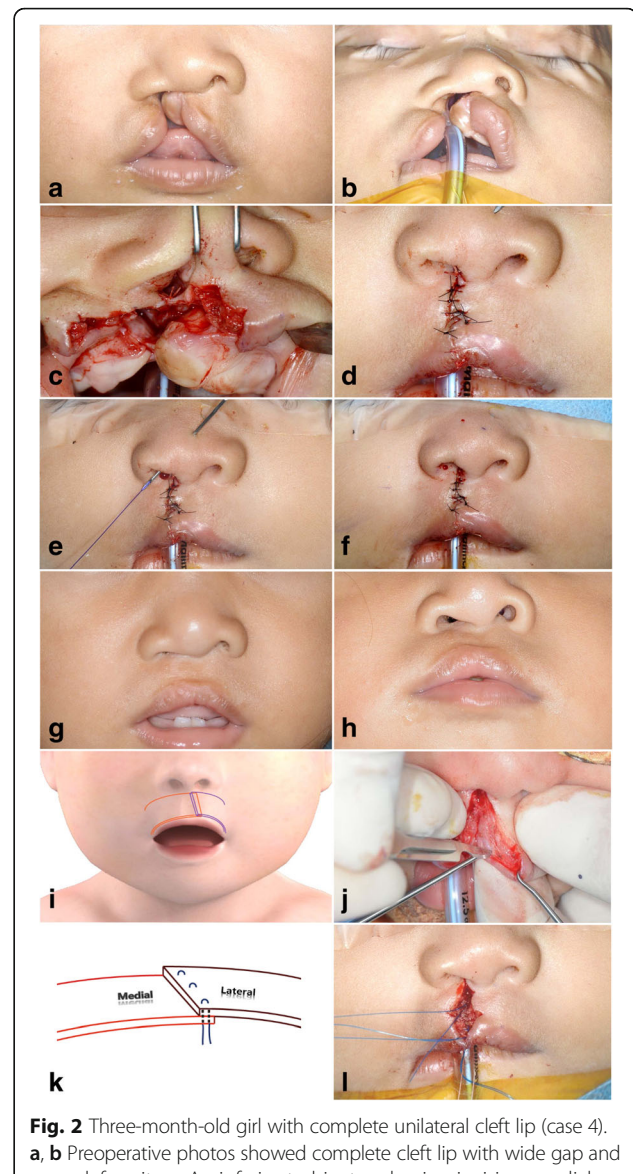 a
b
c
d
e
f
g
h
i
j
Medial
Lateral
k
l
Fig. 2 Three-month-old girl with complete unilateral cleft lip (case 4).
a, b Preoperative photos showed complete cleft lip with wide gap and